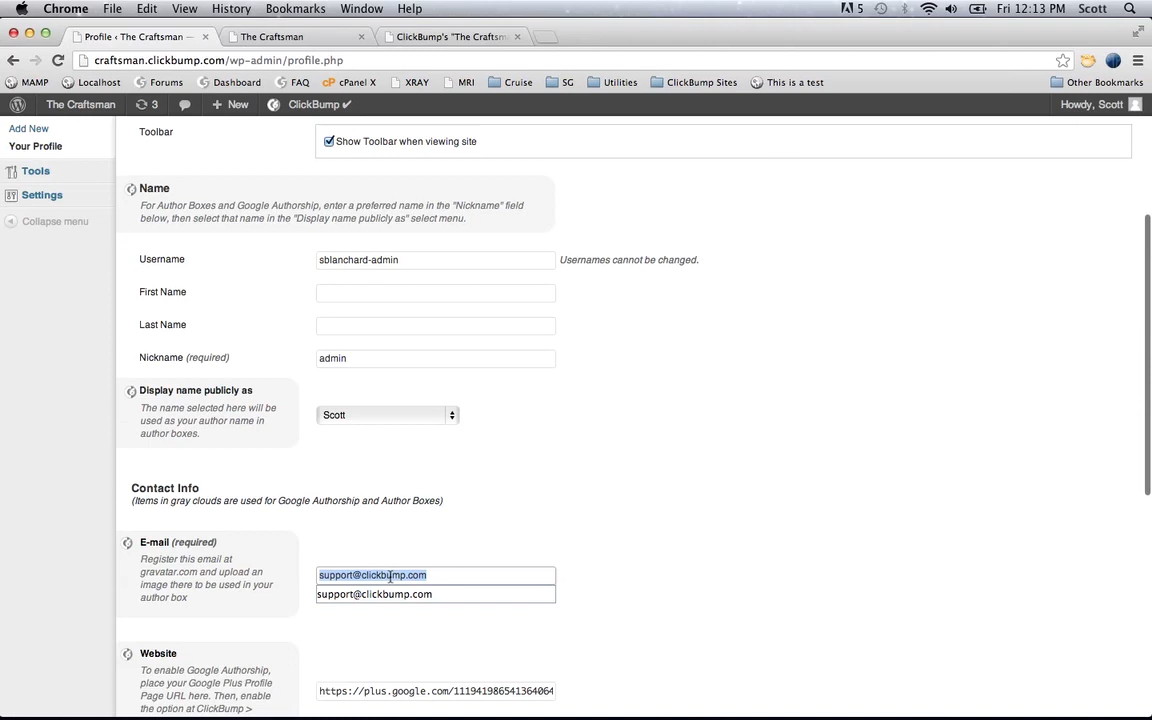 Chrome File Edit View History Bookmarks Window Help 5 Fri 12:13 PM Scott
Profile ‹ The Craftsman — The Craftsman ClickBump's "The Craftsm
craftsman.clickbump.com/wp-admin/profile.php
MAMP Localhost Forums Dashboard FAQ cP cPanel X XRAY MRI Cruise SG Utilities ClickBump Sites This is a test Other Bookmarks
The Craftsman 3 + New ClickBump ✔ Howdy, Scott
Add New
Your Profile
Tools
Settings
Collapse menu
Toolbar
Show Toolbar when viewing site
Name
For Author Boxes and Google Authorship, enter a preferred name in the "Nickname" field
below, then select that name in the "Display name publicly as" select menu.
Username sblanchard-admin Usernames cannot be changed.
First Name
Last Name
Nickname (required) admin
Display name publicly as
The name selected here will be
used as your author name in
author boxes.
Scott
Contact Info
(Items in gray clouds are used for Google Authorship and Author Boxes)
E-mail (required)
Register this email at
gravatar.com and upload an
image there to be used in your
author box
support@clickbump.com
support@clickbump.com
Website
To enable Google Authorship,
place your Google Plus Profile
Page URL here. Then, enable
the option at ClickBump >
https://plus.google.com/111941986541364064